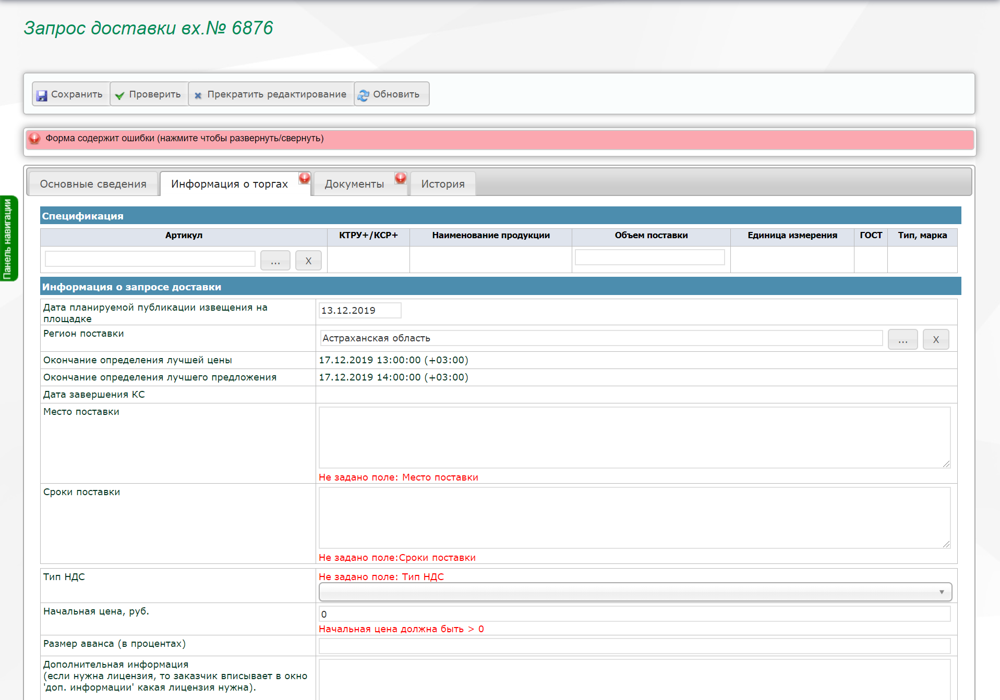 Запрос доставки вх.№ 6876
Сохранить Проверить Прекратить редактирование Обновить
Форма содержит ошибки (нажмите чтобы развернуть/свернуть)
Основные сведения Информация о торгах Документы История
Панель навигации
Спецификация
Артикул КТРУ+/КСР+ Наименование продукции Объем поставки Единица измерения ГОСТ Тип, марка
... X
Информация о запросе доставки
Дата планируемой публикации извещения на
площадке
13.12.2019
Регион поставки
Астраханская область ... X
Окончание определения лучшей цены 17.12.2019 13:00:00 (+03:00)
Окончание определения лучшего предложения 17.12.2019 14:00:00 (+03:00)
Дата завершения КС
Место поставки
Не задано поле: Место поставки
Сроки поставки
Не задано поле:Сроки поставки
Тип НДС Не задано поле: Тип НДС
Начальная цена, руб. 0
Начальная цена должна быть > 0
Размер аванса (в процентах)
Дополнительная информация
(если нужна лицензия, то заказчик вписывает в окно
'доп. информации' какая лицензия нужна).